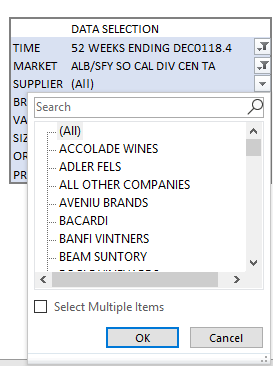 DATA SELECTION
TIME 52 WEEKS ENDING DEC0118.4
MARKET ALB/SFY SO CAL DIV CEN TA
SUPPLIER (All)
BR
VA
SIZ
OR
PR
Search
(All)
ACCOLADE WINES
ADLER FELS
ALL OTHER COMPANIES
AVENIU BRANDS
BACARDI
BANFI VINTNERS
BEAM SUNTORY
Select Multiple Items
OK Cancel